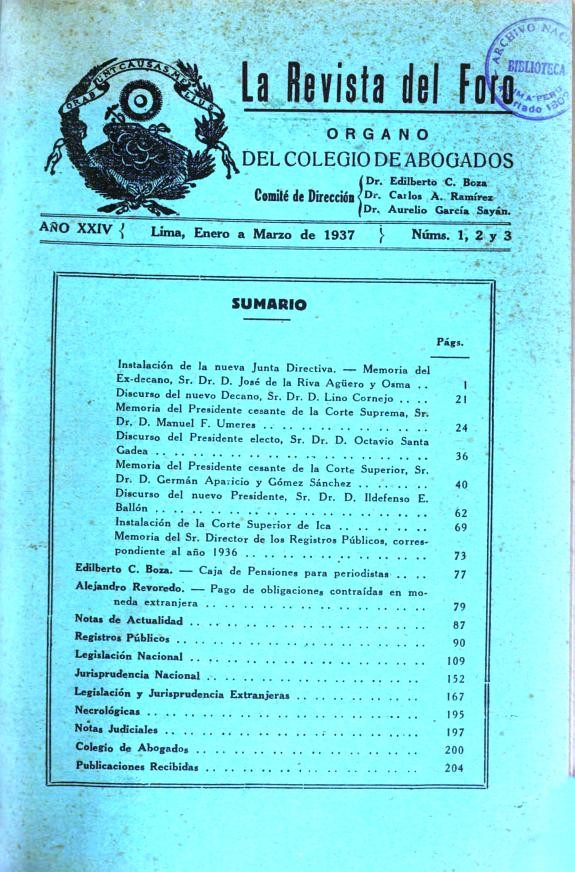 ORABUNT CAUSAS MELIUS
La Revista del Foro
ARCHIVO NAC
BIBLIOTECA
LIMA-PERU
ORGANO
DEL COLEGIO DE ABOGADOS
Comité de Dirección
Dr. Edilberto C. Boza
Dr. Carlos A. Ramírez
Dr. Aurelio García Sayán.
AÑO XXIV { Lima, Enero a Marzo de 1937 } Núms. 1, 2 y 3
SUMARIO
Págs.
Instalación de la nueva Junta Directiva. — Memoria del
Ex-decano, Sr. Dr. D. José de la Riva Agüero y Osma .. 1
Discurso del nuevo Decano, Sr. Dr. D. Lino Cornejo .. .. 21
Memoria del Presidente cesante de la Corte Suprema, Sr.
Dr. D. Manuel F. Umeres .. .. .. .. .. .. .. .. 24
Discurso del Presidente electo, Sr. Dr. D. Octavio Santa
Gadea .. .. .. .. .. .. .. .. .. .. .. .. .. .. 36
Memoria del Presidente cesante de la Corte Superior, Sr.
Dr. D. Germán Aparicio y Gómez Sánchez .. .. .. .. 40
Discurso del nuevo Presidente, Sr. Dr. D. Ildefenso E.
Ballón .. .. .. .. .. .. .. .. .. .. .. .. .. .. 62
Instalación de la Corte Superior de Ica .. .. .. .. .. 69
Memoria del Sr. Director de los Registros Públicos, corres-
pondiente al año 1936 .. .. .. .. .. .. .. .. .. 73
Edilberto C. Boza. — Caja de Pensiones para periodistas .. .. 77
Alejandro Revoredo. — Pago de obligaciones contraídas en mo-
neda extranjera .. .. .. .. .. .. .. .. .. .. .. 79
Notas de Actualidad .. .. .. .. .. .. .. .. .. .. .. 87
Registros Públicos .. .. .. .. .. .. .. .. .. .. .. .. 90
Legislación Nacional .. .. .. .. .. .. .. .. .. .. .. 109
Jurisprudencia Nacional .. .. .. .. .. .. .. .. .. .. 152
Legislación y Jurisprudencia Extranjeras .. .. .. .. .. .. 167
Necrológicas .. .. .. .. .. .. .. .. .. .. .. .. .. .. 195
Notas Judiciales .. .. .. .. .. .. .. .. .. .. .. .. .. 197
Colegio de Abogados .. .. .. .. .. .. .. .. .. .. .. 200
Publicaciones Recibidas .. .. .. .. .. .. .. .. .. .. .. 204